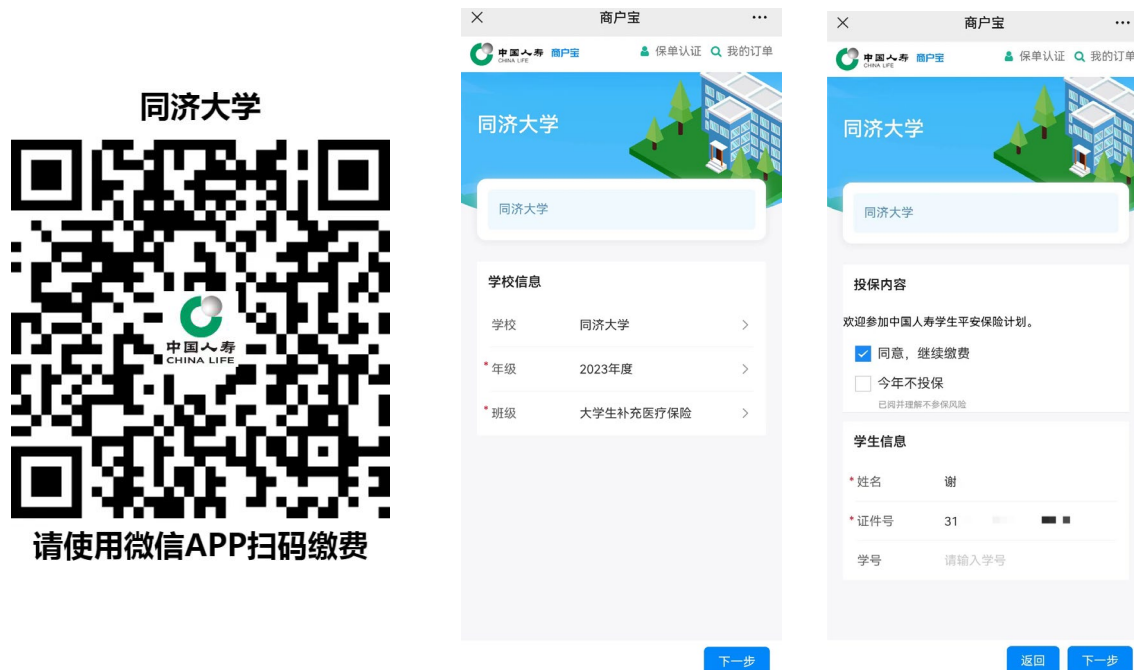 同济大学
中国人寿
CHINA LIFE
请使用微信APP扫码缴费
商户宝
中国人寿 商户宝 保单认证 我的订单
CHINA LIFE
同济大学
同济大学
学校信息
学校 同济大学
*年级 2023年度
*班级 大学生补充医疗保险
下一步
商户宝
中国人寿 商户宝 保单认证 我的订单
CHINA LIFE
同济大学
同济大学
投保内容
欢迎参加中国人寿学生平安保险计划。
同意，继续缴费
今年不投保
已阅并理解不参保风险
学生信息
*姓名 谢
*证件号 31
学号 请输入学号
返回 下一步